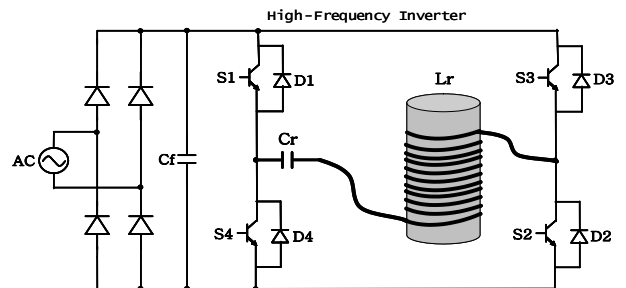 High-Frequency Inverter
S1 D1 Lr S3 D3
AC Cf Cr
S4 D4 S2 D2